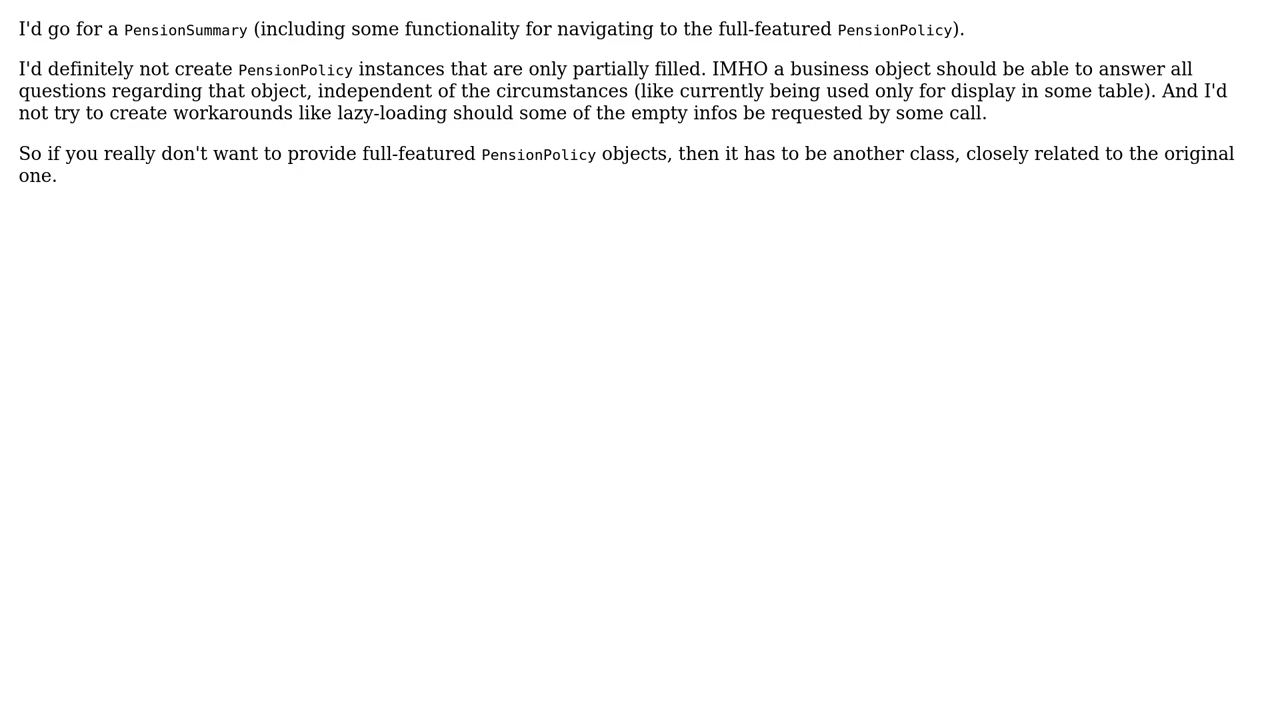 I'd go for a PensionSummary (including some functionality for navigating to the full-featured PensionPolicy).
I'd definitely not create PensionPolicy instances that are only partially filled. IMHO a business object should be able to answer all
questions regarding that object, independent of the circumstances (like currently being used only for display in some table). And I'd
not try to create workarounds like lazy-loading should some of the empty infos be requested by some call.
So if you really don't want to provide full-featured PensionPolicy objects, then it has to be another class, closely related to the original
one.